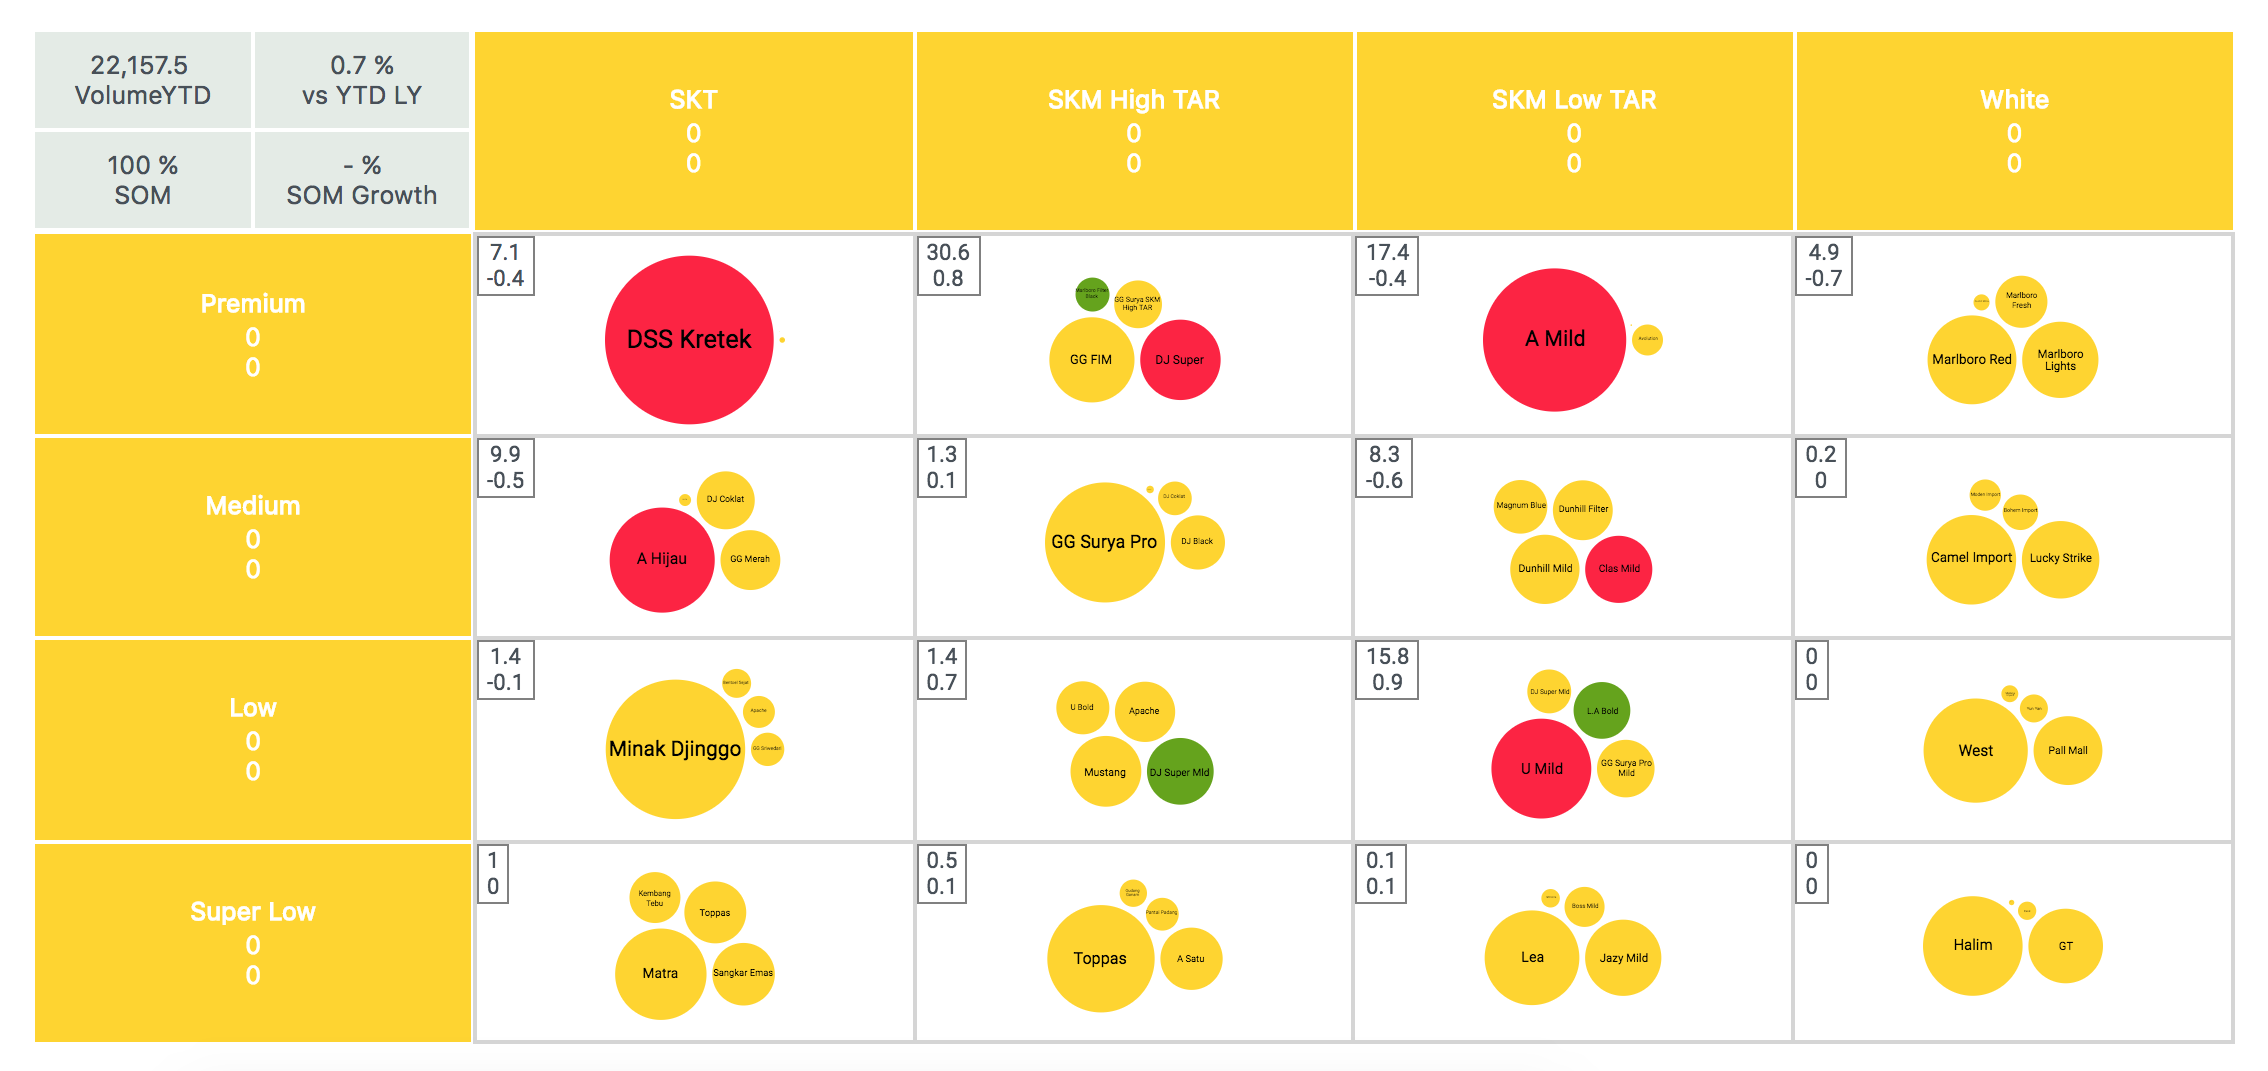 22,157.5
VolumeYTD
0.7 %
vs YTD LY
100 %
SOM
- %
SOM Growth
SKT
0
0
SKM High TAR
0
0
SKM Low TAR
0
0
White
0
0
Premium
0
0
7.1
-0.4
DSS Kretek
30.6
0.8
Marlboro Filter
Black
GG Surya SKM
High TAR
GG FIM
DJ Super
17.4
-0.4
A Mild
Avolution
4.9
-0.7
Marlboro
Fresh
Marlboro Red
Marlboro
Lights
Medium
0
0
9.9
-0.5
DJ Coklat
A Hijau
GG Merah
1.3
0.1
DJ Coklat
GG Surya Pro
DJ Black
8.3
-0.6
Magnum Blue
Dunhill Filter
Dunhill Mild
Clas Mild
0.2
0
Moden Import
Bohem Import
Camel Import
Lucky Strike
Low
0
0
1.4
-0.1
Bentoel Sejati
Apache
Minak Djinggo
GG Sriwedari
1.4
0.7
U Bold
Apache
Mustang
DJ Super Mld
15.8
0.9
DJ Super Mld
L.A Bold
U Mild
GG Surya Pro
Mild
0
0
West
Pall Mall
Super Low
0
0
1
0
Kembang
Tebu
Toppas
Matra
Sangkar Emas
0.5
0.1
Gudang
Garam
Pantai Padang
Toppas
A Satu
0.1
0.1
Boss Mild
Lea
Jazy Mild
0
0
Halim
GT